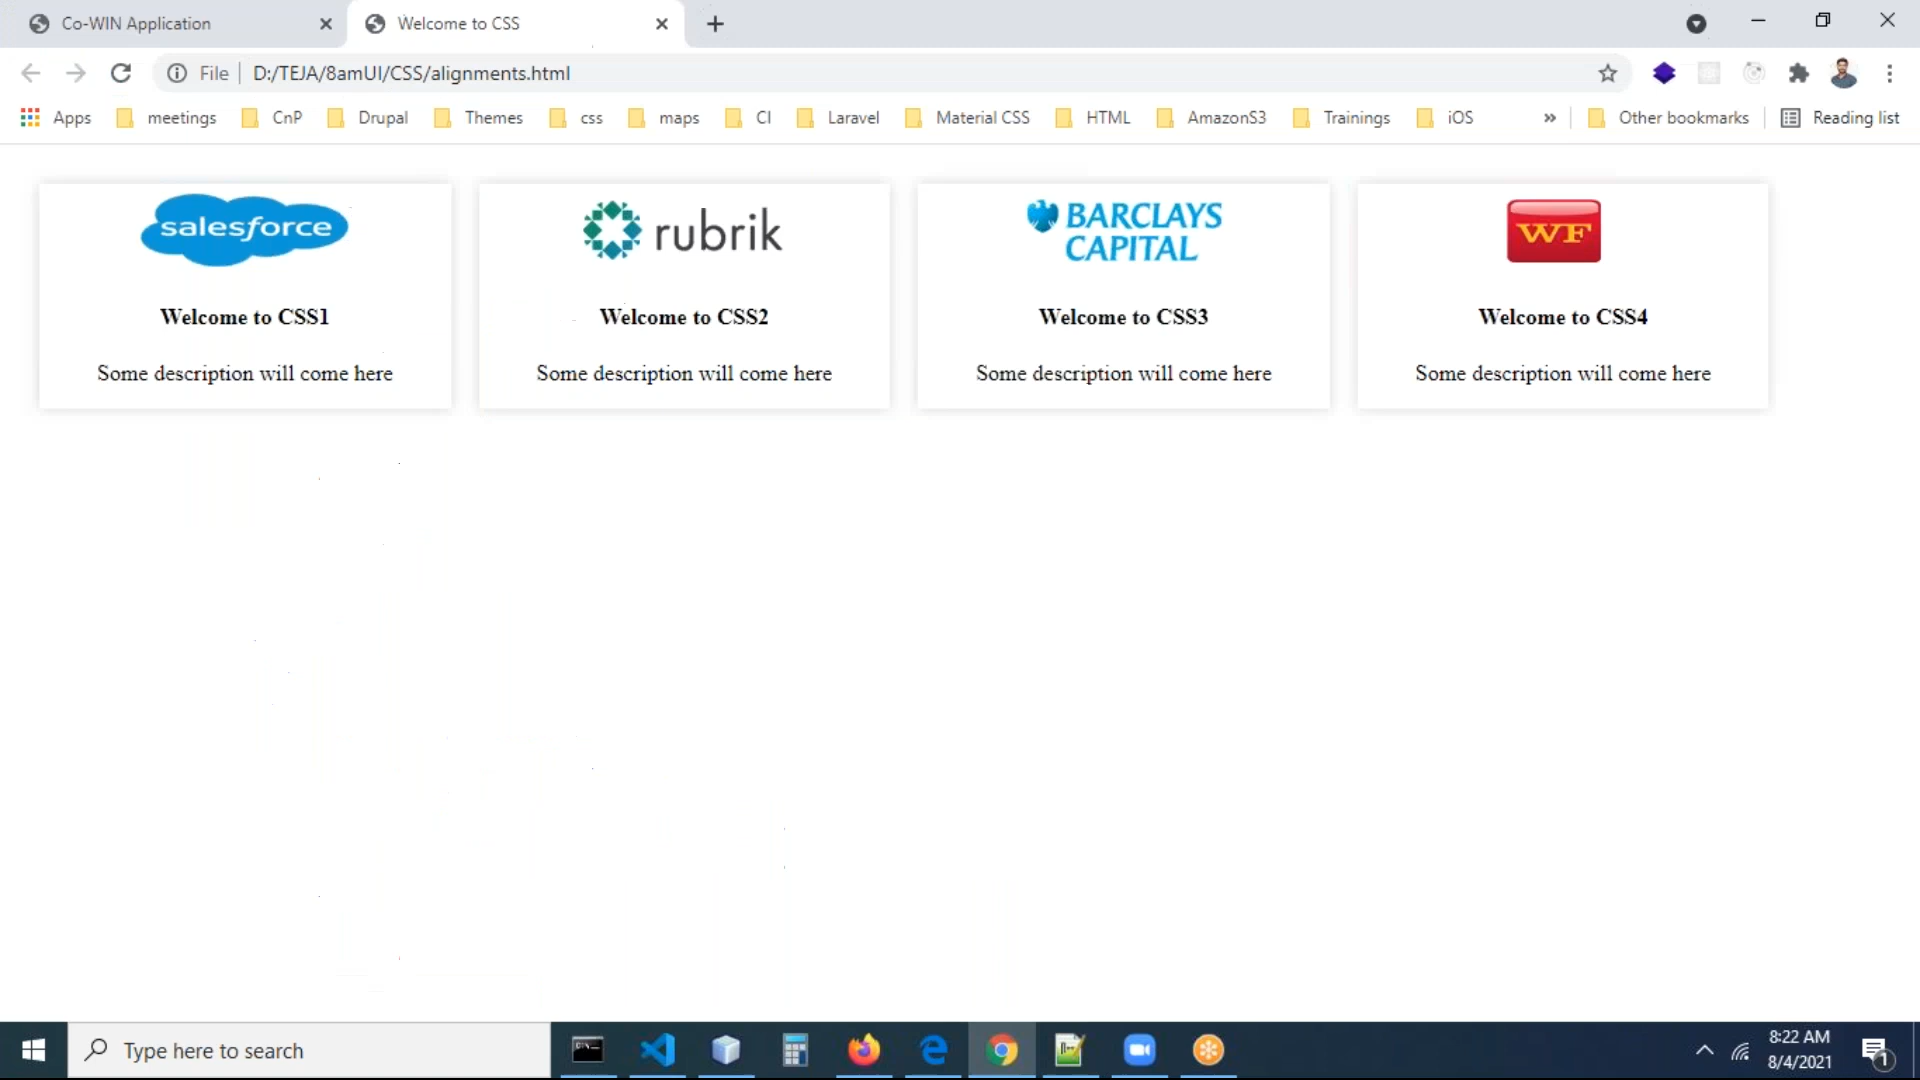 Co-WIN Application
Welcome to CSS
File
D:/TEJA/8amUI/CSS/alignments.html
Apps meetings CnP Drupal Themes css maps CI Laravel Material CSS HTML AmazonS3 Trainings iOS » Other bookmarks Reading list
salesforce
rubrik
BARCLAYS
CAPITAL
WF
Welcome to CSS1
Welcome to CSS2
Welcome to CSS3
Welcome to CSS4
Some description will come here
Some description will come here
Some description will come here
Some description will come here
Type here to search
8:22 AM
8/4/2021
1